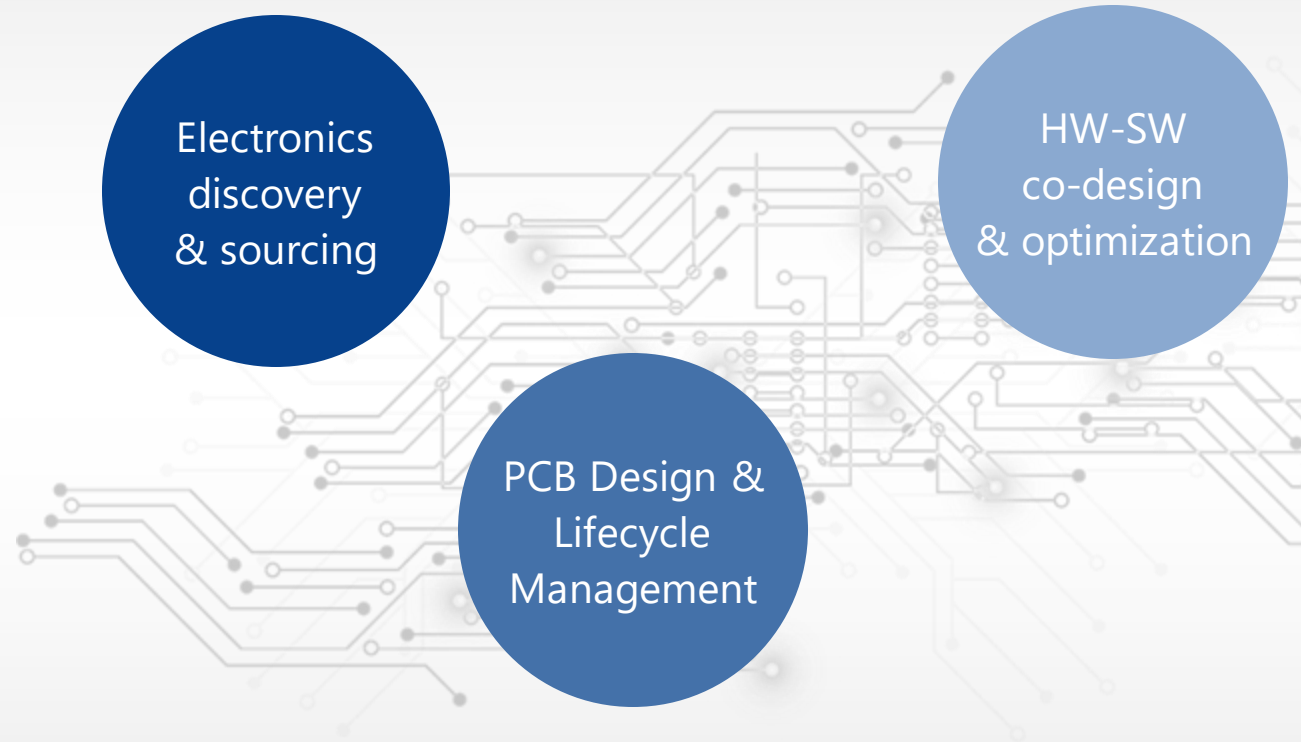 Electronics
discovery
& sourcing
HW-SW
co-design
& optimization
PCB Design &
Lifecycle
Management